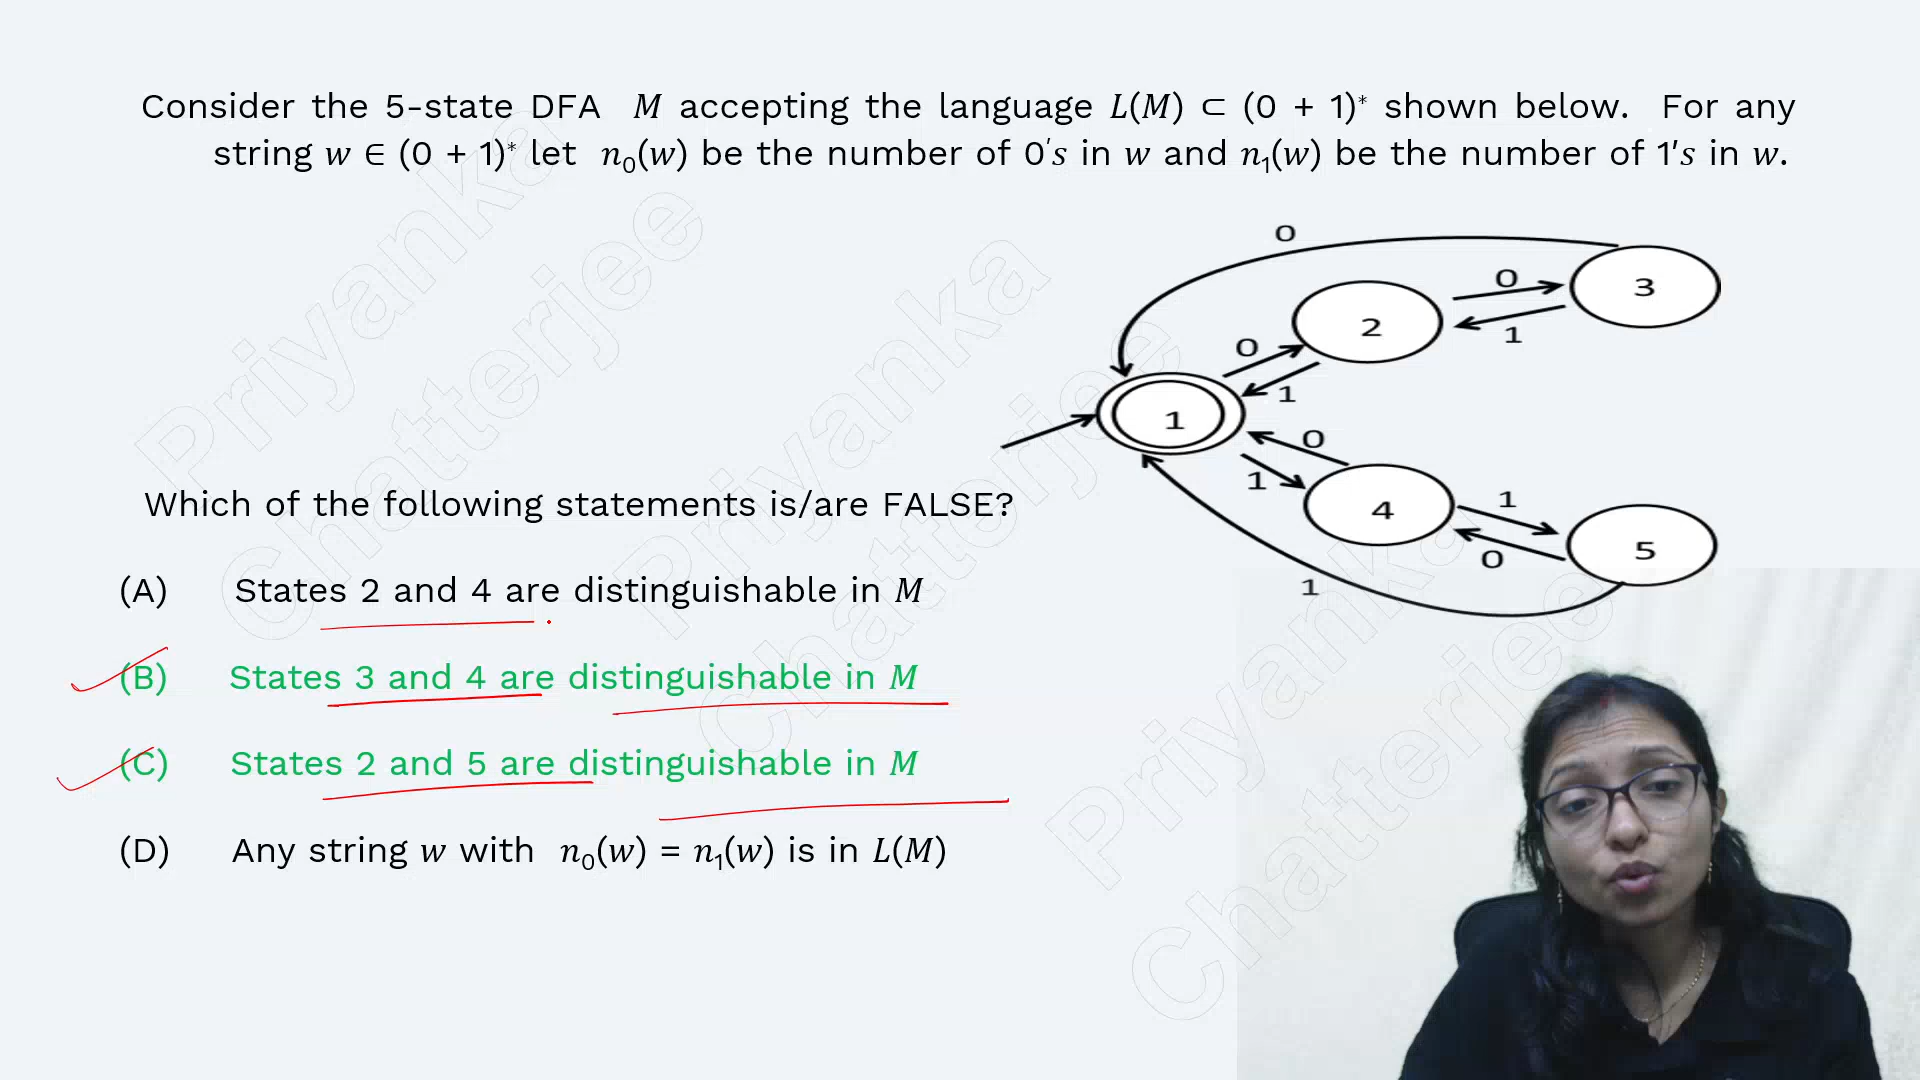 Consider the 5-state DFA M accepting the language L(M) ⊂ (0 + 1)* shown below. For any
string w ∈ (0 + 1)* let n₀(w) be the number of 0's in w and n₁(w) be the number of 1's in w.
0
0
3
2
1
0
1
1
0
1
4
1
5
0
1
Which of the following statements is/are FALSE?
(A) States 2 and 4 are distinguishable in M
(B) States 3 and 4 are distinguishable in M
(C) States 2 and 5 are distinguishable in M
(D) Any string w with n₀(w) = n₁(w) is in L(M)
Priyanka
Chatterjee
Priyanka
Chatterjee
Priyanka
Chatterjee